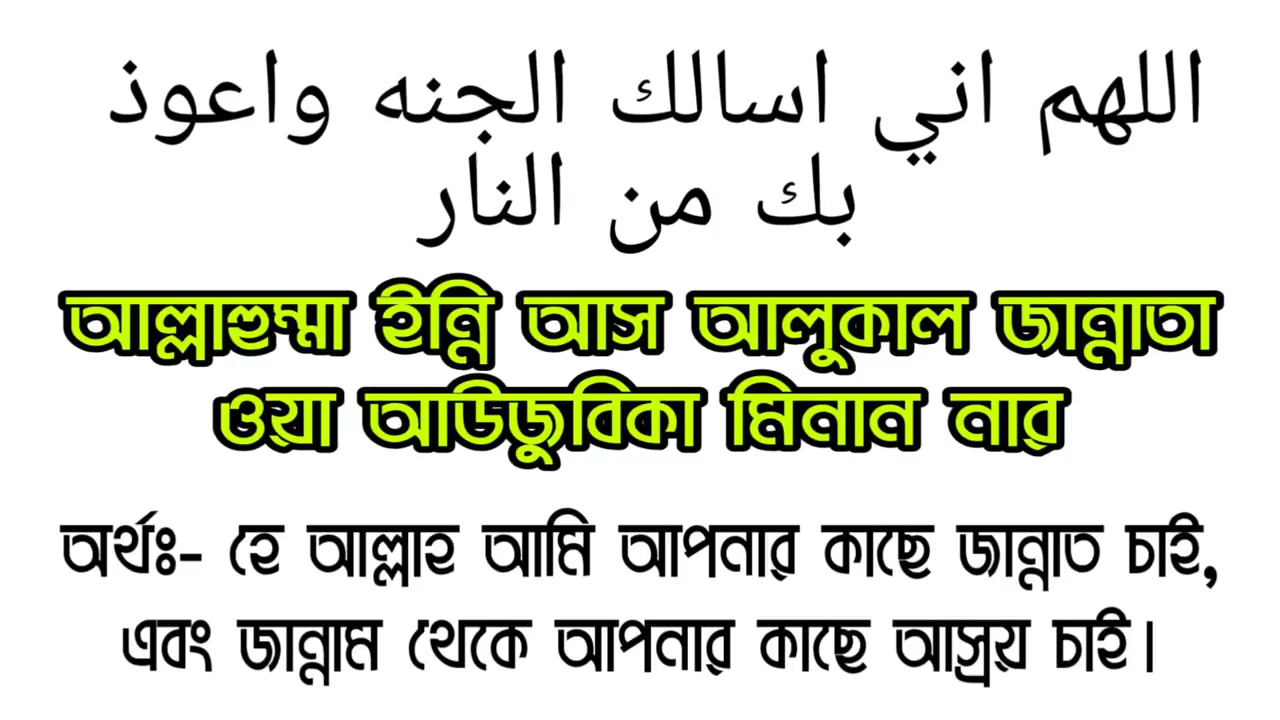 اللهم اني اسالك الجنه واعوذ
بك من النار
আল্লাহুম্মা ইন্নি আস আলুকাল জান্নাতা
ওয়া আউজুবিকা মিনান নার
অর্থঃ- হে আল্লাহ আমি আপনার কাছে জান্নাত চাই,
এবং জান্নাম থেকে আপনার কাছে আস্রয় চাই।